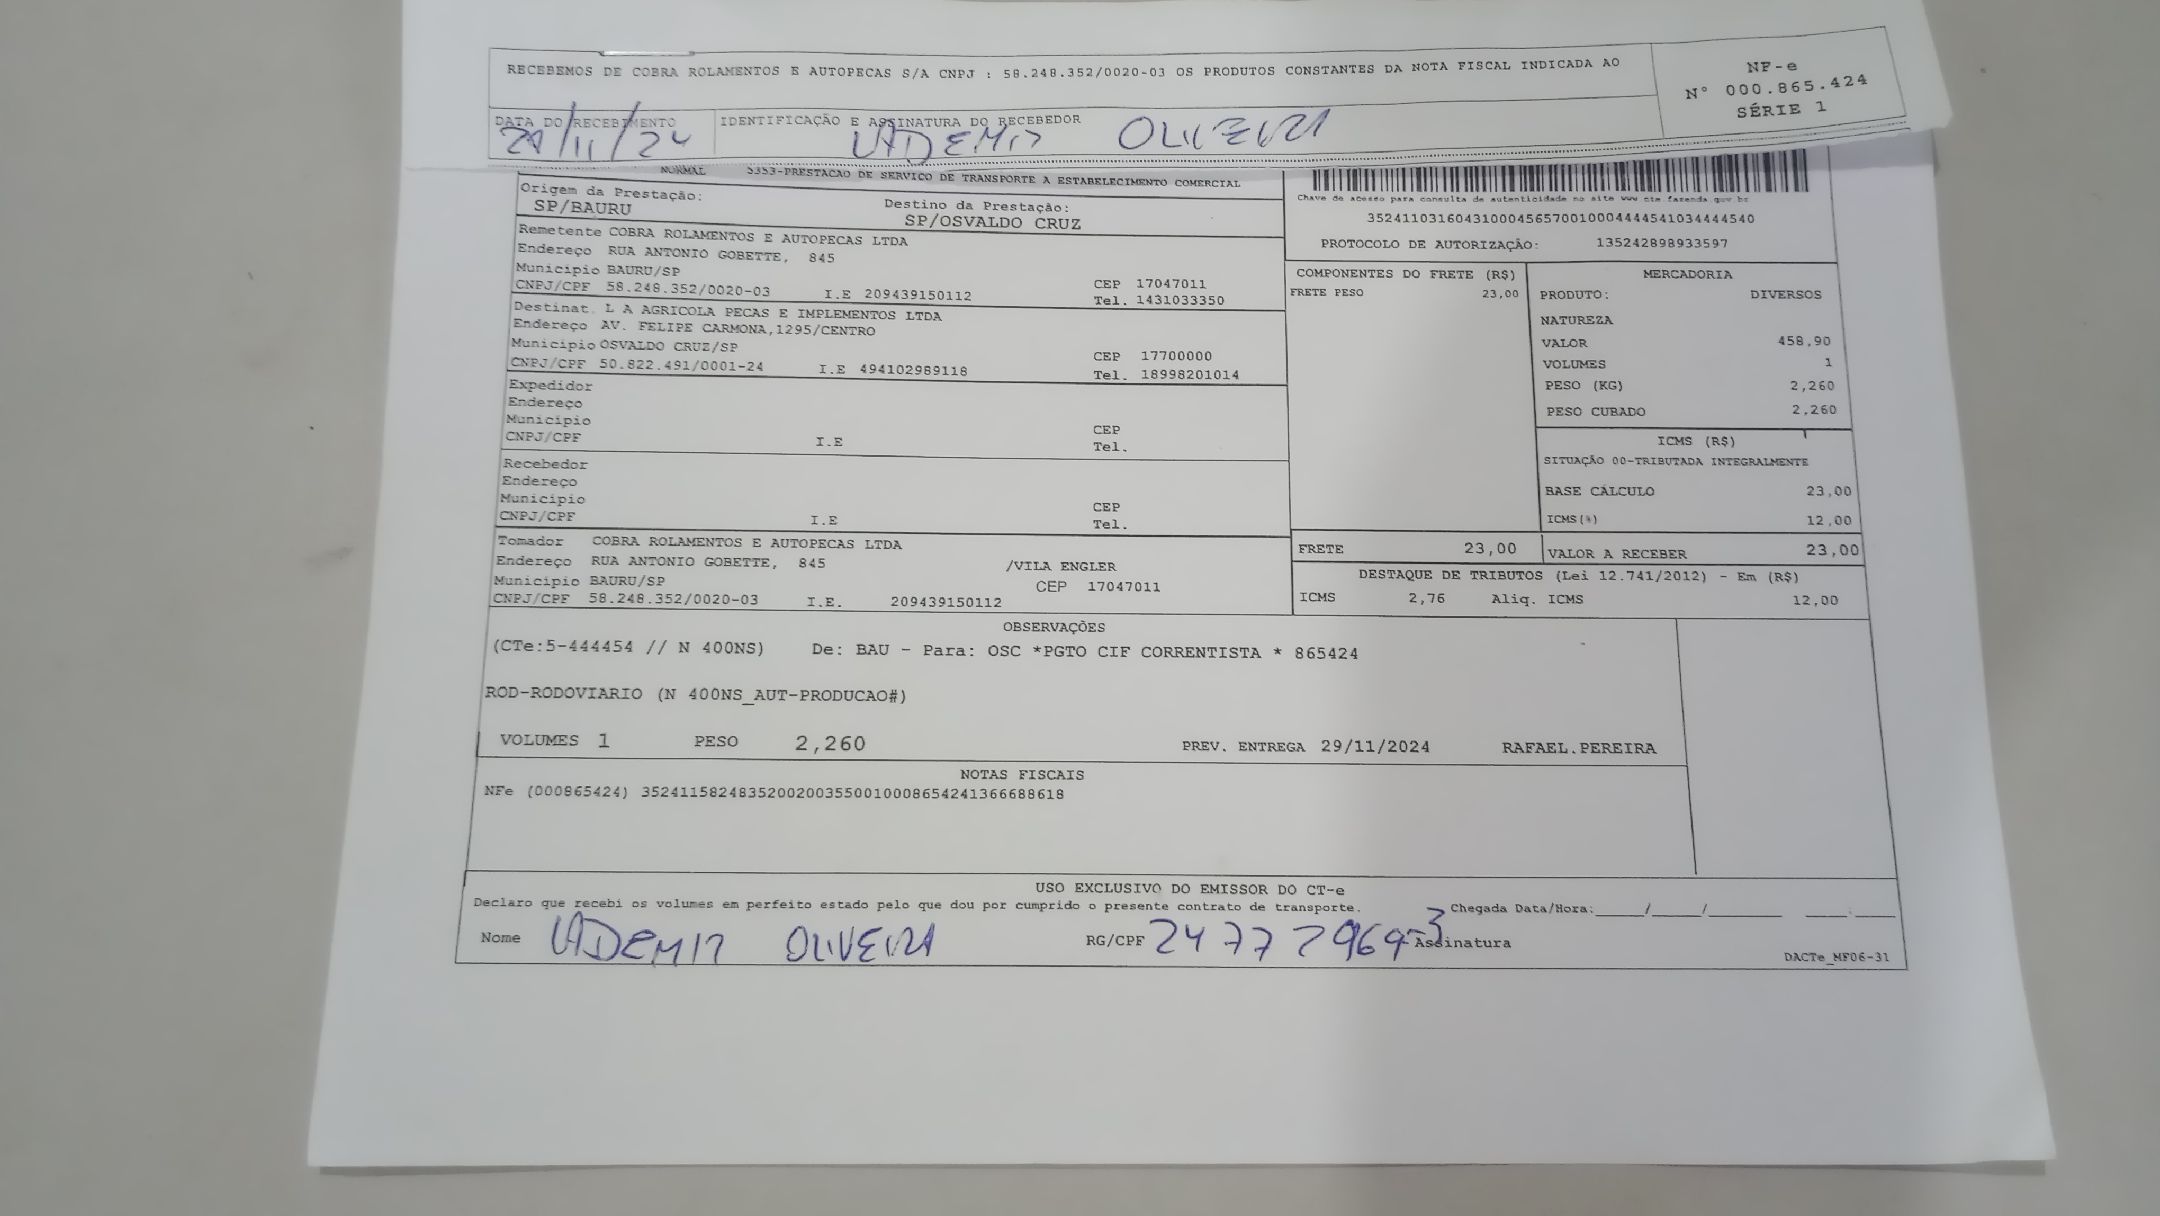 RECEBEMOS DE COBRA ROLAMENTOS E AUTOPECAS S/A CNPJ : 58.248.352/0020-03 OS PRODUTOS CONSTANTES DA NOTA FISCAL INDICADA AO
NF-e
Nº 000.865.424
SÉRIE 1
DATA DO RECEBIMENTO
IDENTIFICAÇÃO E ASSINATURA DO RECEBEDOR
29/11/24
VADEMIR OLIVEIRA
NORMAL 5353-PRESTACAO DE SERVICO DE TRANSPORTE A ESTABELECIMENTO COMERCIAL
Origem da Prestação: Destino da Prestação:
SP/BAURU SP/OSVALDO CRUZ
Chave de acesso para consulta de autenticidade no site www.cte.fazenda.gov.br
35241103160431000456570010004444541034444540
PROTOCOLO DE AUTORIZAÇÃO: 135242898933597
Remetente COBRA ROLAMENTOS E AUTOPECAS LTDA
Endereço RUA ANTONIO GOBETTE, 845
Municipio BAURU/SP CEP 17047011
CNPJ/CPF 58.248.352/0020-03 I.E 209439150112 Tel. 1431033350
Destinat. L A AGRICOLA PECAS E IMPLEMENTOS LTDA
Endereço AV. FELIPE CARMONA,1295/CENTRO
Municipio OSVALDO CRUZ/SP CEP 17700000
CNPJ/CPF 50.822.491/0001-24 I.E 494102989118 Tel. 18998201014
Expedidor
Endereço
Municipio CEP
CNPJ/CPF I.E Tel.
Recebedor
Endereço
Municipio CEP
CNPJ/CPF I.E Tel.
Tomador COBRA ROLAMENTOS E AUTOPECAS LTDA
Endereço RUA ANTONIO GOBETTE, 845 /VILA ENGLER
Municipio BAURU/SP CEP 17047011
CNPJ/CPF 58.248.352/0020-03 I.E. 209439150112
COMPONENTES DO FRETE (R$)
FRETE PESO 23,00
MERCADORIA
PRODUTO: DIVERSOS
NATUREZA
VALOR 458,90
VOLUMES 1
PESO (KG) 2,260
PESO CUBADO 2,260
ICMS (R$)
SITUAÇÃO 00-TRIBUTADA INTEGRALMENTE
BASE CÁLCULO 23,00
ICMS(%) 12,00
FRETE 23,00 VALOR A RECEBER 23,00
DESTAQUE DE TRIBUTOS (Lei 12.741/2012) - Em (R$)
ICMS 2,76 Aliq. ICMS 12,00
OBSERVAÇÕES
(CTe:5-444454 // N 400NS) De: BAU - Para: OSC *PGTO CIF CORRENTISTA * 865424
ROD-RODOVIARIO (N 400NS_AUT-PRODUCAO#)
VOLUMES 1 PESO 2,260 PREV. ENTREGA 29/11/2024 RAFAEL.PEREIRA
NOTAS FISCAIS
NFe (000865424) 35241158248352002003550010008654241366688618
USO EXCLUSIVO DO EMISSOR DO CT-e
Declaro que recebi os volumes em perfeito estado pelo que dou por cumprido o presente contrato de transporte. Chegada Data/Hora:____/____/______ ____:____
Nome VADEMIR OLIVEIRA RG/CPF 24772969-3 Assinatura
DACTe_MF06-31